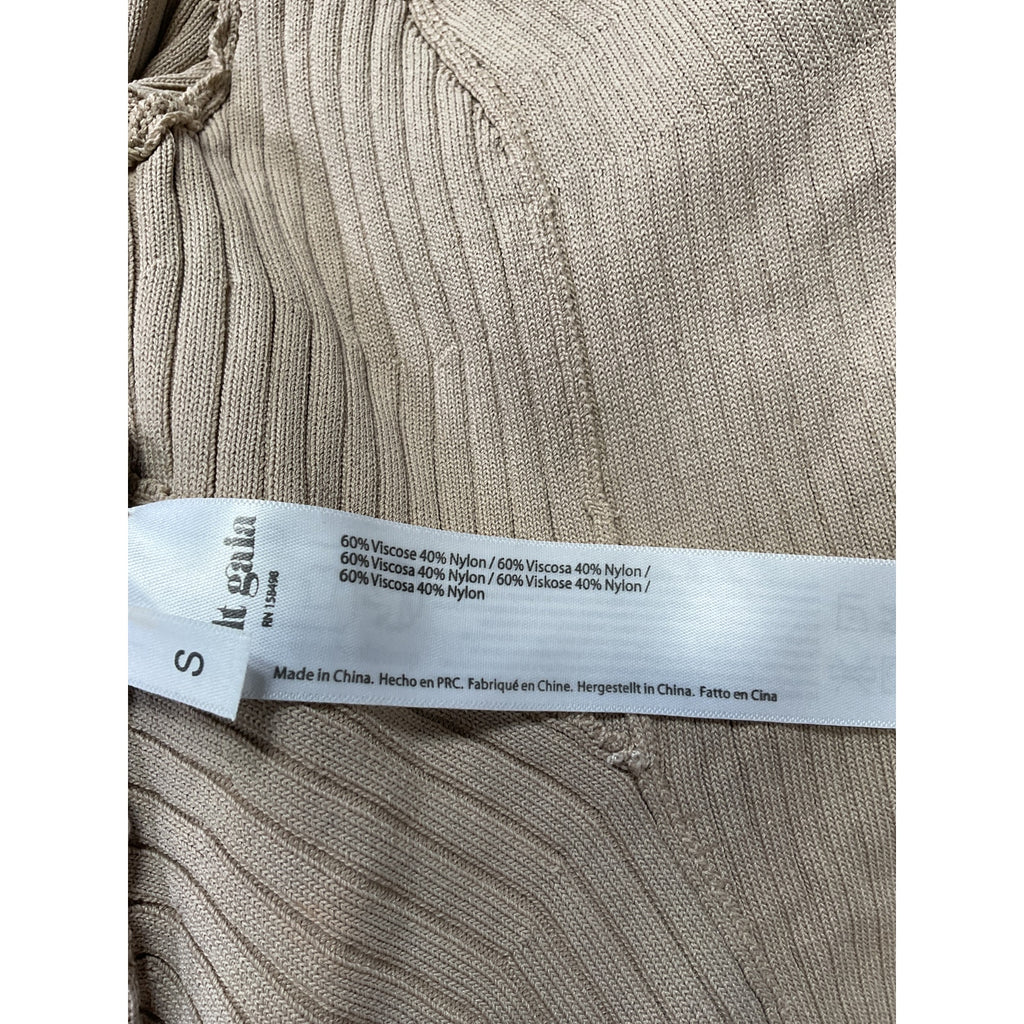 lt gaia
RN 158498
S
60% Viscose 40% Nylon / 60% Viscosa 40% Nylon /
60% Viscosa 40% Nylon / 60% Viskose 40% Nylon /
60% Viscosa 40% Nylon
Made in China. Hecho en PRC. Fabriqué en Chine. Hergestellt in China. Fatto en Cina